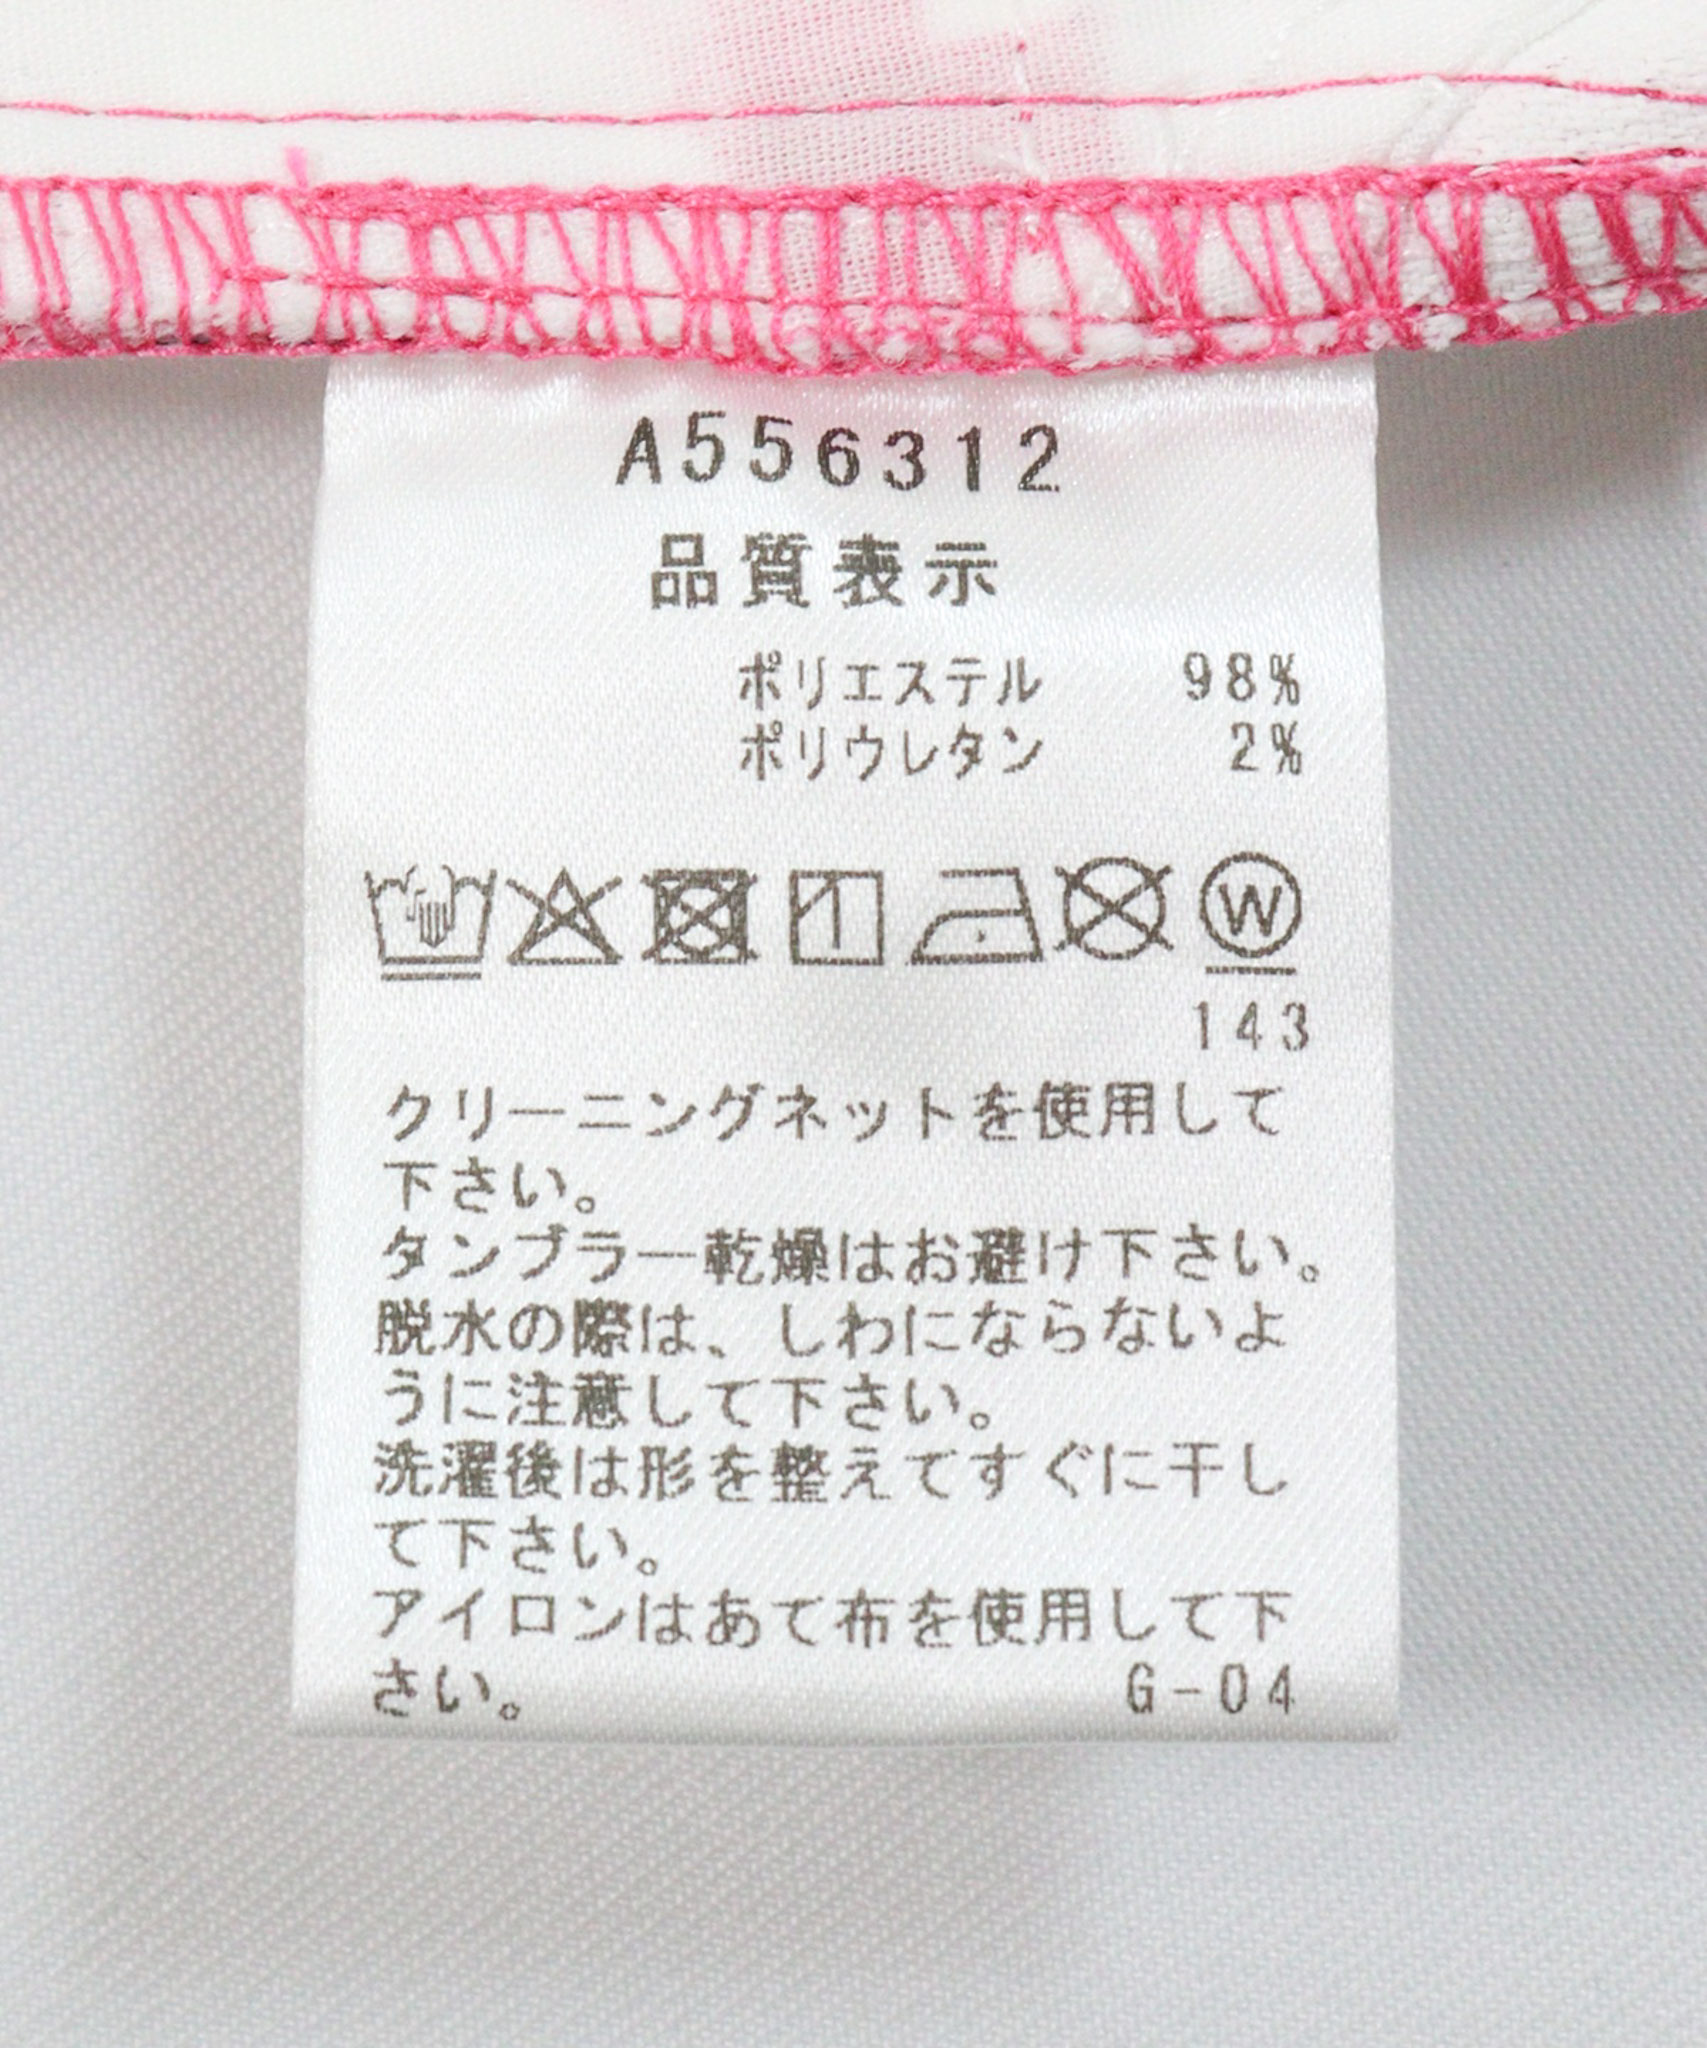 A556312
品質表示
ポリエステル 98%
ポリウレタン 2%
W
143
クリーニングネットを使用して
下さい。
タンブラー乾燥はお避け下さい。
脱水の際は、しわにならないよ
うに注意して下さい。
洗濯後は形を整えてすぐに干し
て下さい。
アイロンはあて布を使用して下
さい。 G-04